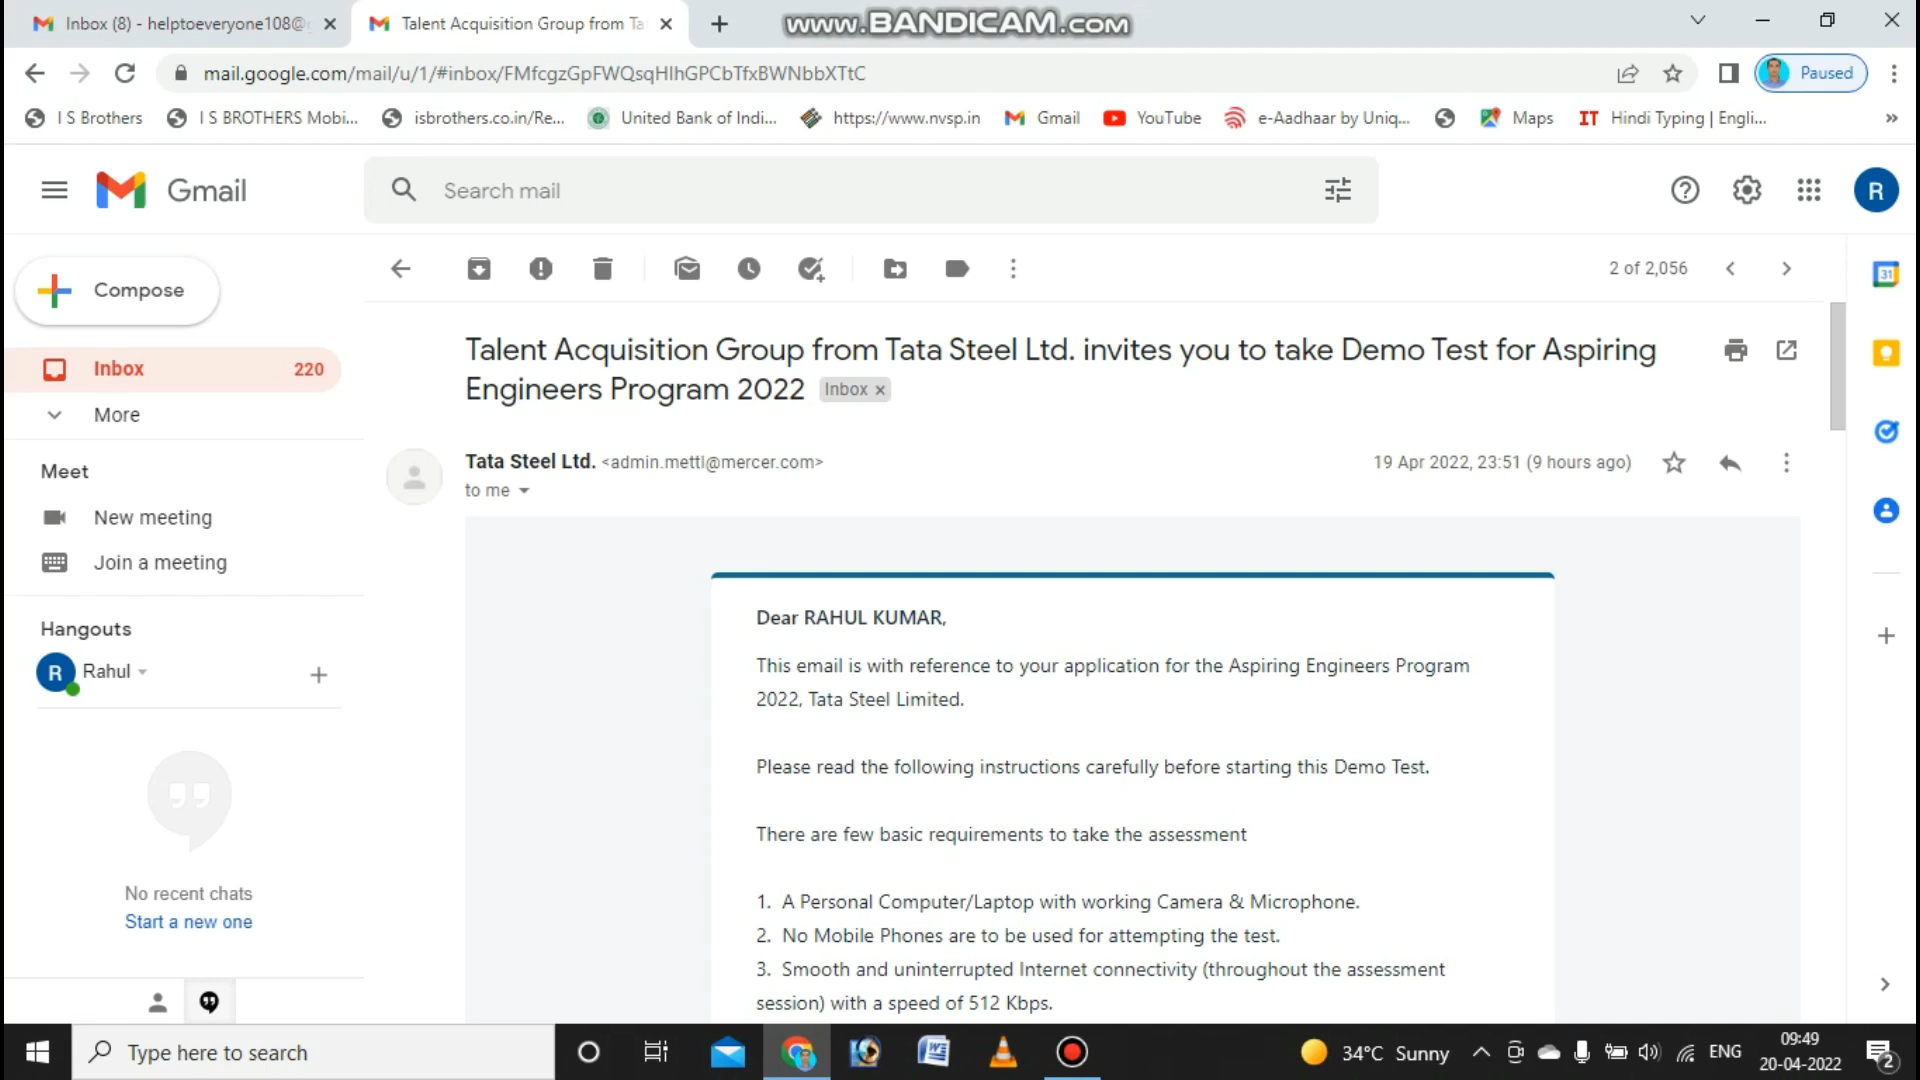 Inbox (8) - helptoeveryone108@
Talent Acquisition Group from Ta
www.BANDICAM.com
mail.google.com/mail/u/1/#inbox/FMfcgzGpFWQsqHlhGPCbTfxBWNbbXTtC
Paused
I S Brothers
I S BROTHERS Mobi...
isbrothers.co.in/Re...
United Bank of Indi...
https://www.nvsp.in
Gmail
YouTube
e-Aadhaar by Uniq...
Maps
IT Hindi Typing | Engli...
»
Gmail
Search mail
R
Compose
2 of 2,056
31
Inbox 220
More
Talent Acquisition Group from Tata Steel Ltd. invites you to take Demo Test for Aspiring
Engineers Program 2022 Inbox x
Tata Steel Ltd. <admin.mettl@mercer.com>
19 Apr 2022, 23:51 (9 hours ago)
to me
Meet
New meeting
Join a meeting
Hangouts
R Rahul
No recent chats
Start a new one
Dear RAHUL KUMAR,
This email is with reference to your application for the Aspiring Engineers Program
2022, Tata Steel Limited.
Please read the following instructions carefully before starting this Demo Test.
There are few basic requirements to take the assessment
1. A Personal Computer/Laptop with working Camera & Microphone.
2. No Mobile Phones are to be used for attempting the test.
3. Smooth and uninterrupted Internet connectivity (throughout the assessment
session) with a speed of 512 Kbps.
Type here to search
34°C Sunny
ENG
09:49
20-04-2022
2